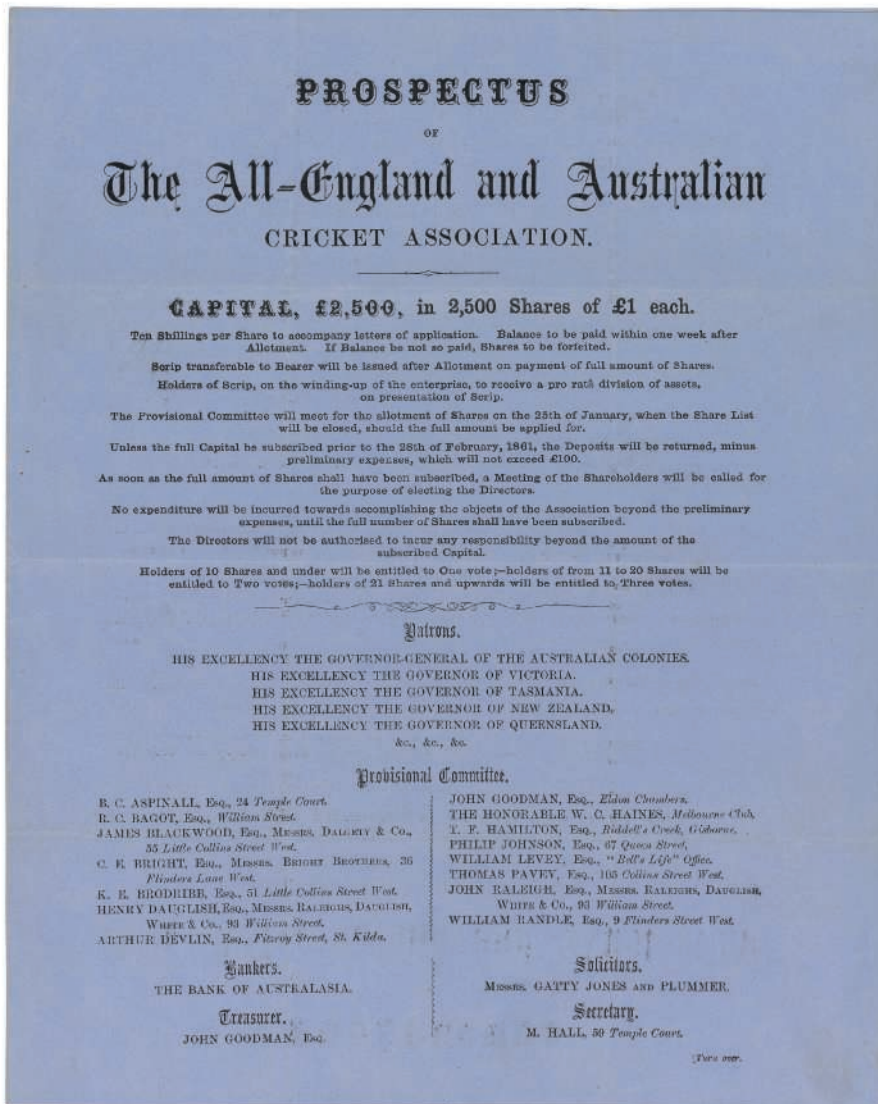 PROSPECTUS
OF
The All-England and Australian
CRICKET ASSOCIATION.
CAPITAL, £2,500, in 2,500 Shares of £1 each.
Ten Shillings per Share to accompany letters of application. Balance to be paid within one week after
Allotment. If Balance be not so paid, Shares to be forfeited.
Scrip transferable to Bearer will be issued after Allotment on payment of full amount of Shares.
Holders of Scrip, on the winding-up of the enterprise, to receive a pro ratâ division of assets,
on presentation of Scrip.
The Provisional Committee will meet for the allotment of Shares on the 25th of January, when the Share List
will be closed, should the full amount be applied for.
Unless the full Capital be subscribed prior to the 28th of February, 1861, the Deposits will be returned, minus
preliminary expenses, which will not exceed £100.
As soon as the full amount of Shares shall have been subscribed, a Meeting of the Shareholders will be called for
the purpose of electing the Directors.
No expenditure will be incurred towards accomplishing the objects of the Association beyond the preliminary
expenses, until the full number of Shares shall have been subscribed.
The Directors will not be authorised to incur any responsibility beyond the amount of the
subscribed Capital.
Holders of 10 Shares and under will be entitled to One vote;—holders of from 11 to 20 Shares will be
entitled to Two votes;—holders of 21 Shares and upwards will be entitled to Three votes.
Patrons.
HIS EXCELLENCY THE GOVERNOR-GENERAL OF THE AUSTRALIAN COLONIES.
HIS EXCELLENCY THE GOVERNOR OF VICTORIA.
HIS EXCELLENCY THE GOVERNOR OF TASMANIA.
HIS EXCELLENCY THE GOVERNOR OF NEW ZEALAND.
HIS EXCELLENCY THE GOVERNOR OF QUEENSLAND.
&c., &c., &c.
Provisional Committee.
B. C. ASPINALL, Esq., 24 Temple Court.
R. C. BAGOT, Esq., William Street.
JAMES BLACKWOOD, Esq., Messrs. Dalgety & Co.,
55 Little Collins Street West.
C. E. BRIGHT, Esq., Messrs. Bright Brothers, 36
Flinders Lane West.
K. E. BRODRIBB, Esq., 51 Little Collins Street West.
HENRY DAUGLISH, Esq., Messrs. Raleighs, Dauglish,
White & Co., 93 William Street.
ARTHUR DEVLIN, Esq., Fitzroy Street, St. Kilda.
JOHN GOODMAN, Esq., Eldon Chambers.
THE HONORABLE W. C. HAINES, Melbourne Club.
T. F. HAMILTON, Esq., Riddell's Creek, Gisborne.
PHILIP JOHNSON, Esq., 67 Queen Street.
WILLIAM LEVEY, Esq., "Bell's Life" Office.
THOMAS PAVEY, Esq., 105 Collins Street West.
JOHN RALEIGH, Esq., Messrs. Raleighs, Dauglish,
White & Co., 93 William Street.
WILLIAM RANDLE, Esq., 9 Flinders Street West.
Bankers.
THE BANK OF AUSTRALASIA.
Treasurer.
JOHN GOODMAN, Esq.
Solicitors.
Messrs. GATTY JONES AND PLUMMER.
Secretary.
M. HALL, 50 Temple Court.
[Turn over.